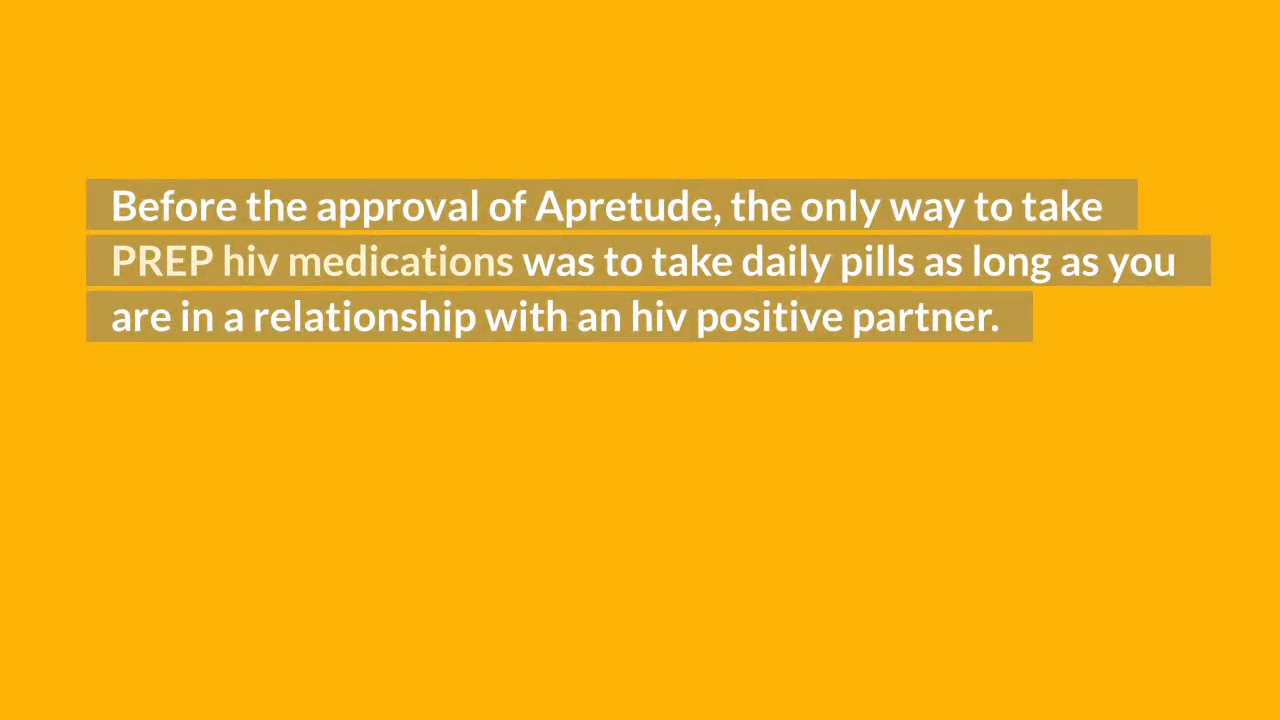 Before the approval of Apretude, the only way to take
PREP hiv medications was to take daily pills as long as you
are in a relationship with an hiv positive partner.